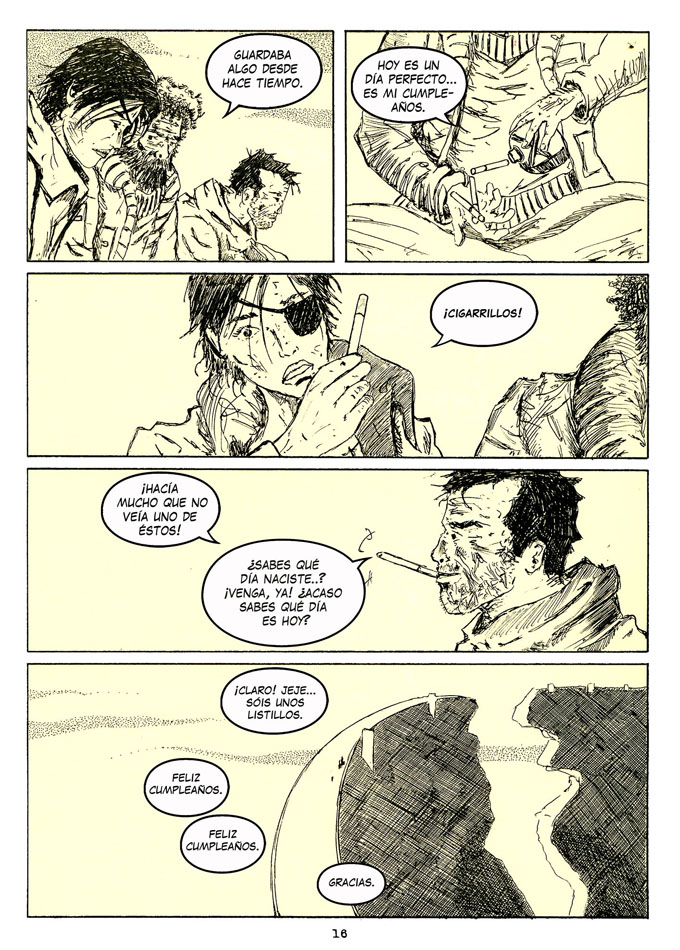 GUARDABA
ALGO DESDE
HACE TIEMPO.
HOY ES UN
DÍA PERFECTO...
ES MI CUMPLE-
AÑOS.
¡CIGARRILLOS!
¡HACÍA
MUCHO QUE NO
VEÍA UNO DE
ÉSTOS!
¿SABES QUÉ
DÍA NACISTE..?
¡VENGA, YA! ¿ACASO
SABES QUÉ DÍA
ES HOY?
¡CLARO! JEJE...
SÓIS UNOS
LISTILLOS.
FELIZ
CUMPLEAÑOS.
FELIZ
CUMPLEAÑOS.
GRACIAS.
16